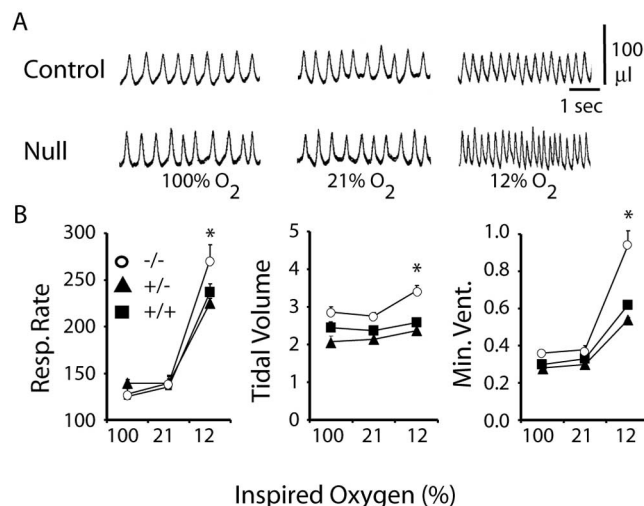 A
Control
100
µl
1 sec
Null
100% O2
21% O2
12% O2
B
Resp. Rate
300
250
200
150
100
-/-
+/-
+/+
*
100 21 12
Tidal Volume
5
4
3
2
1
0
*
100 21 12
Min. Vent.
1.0
0.8
0.6
0.4
0.2
0
*
100 21 12
Inspired Oxygen (%)